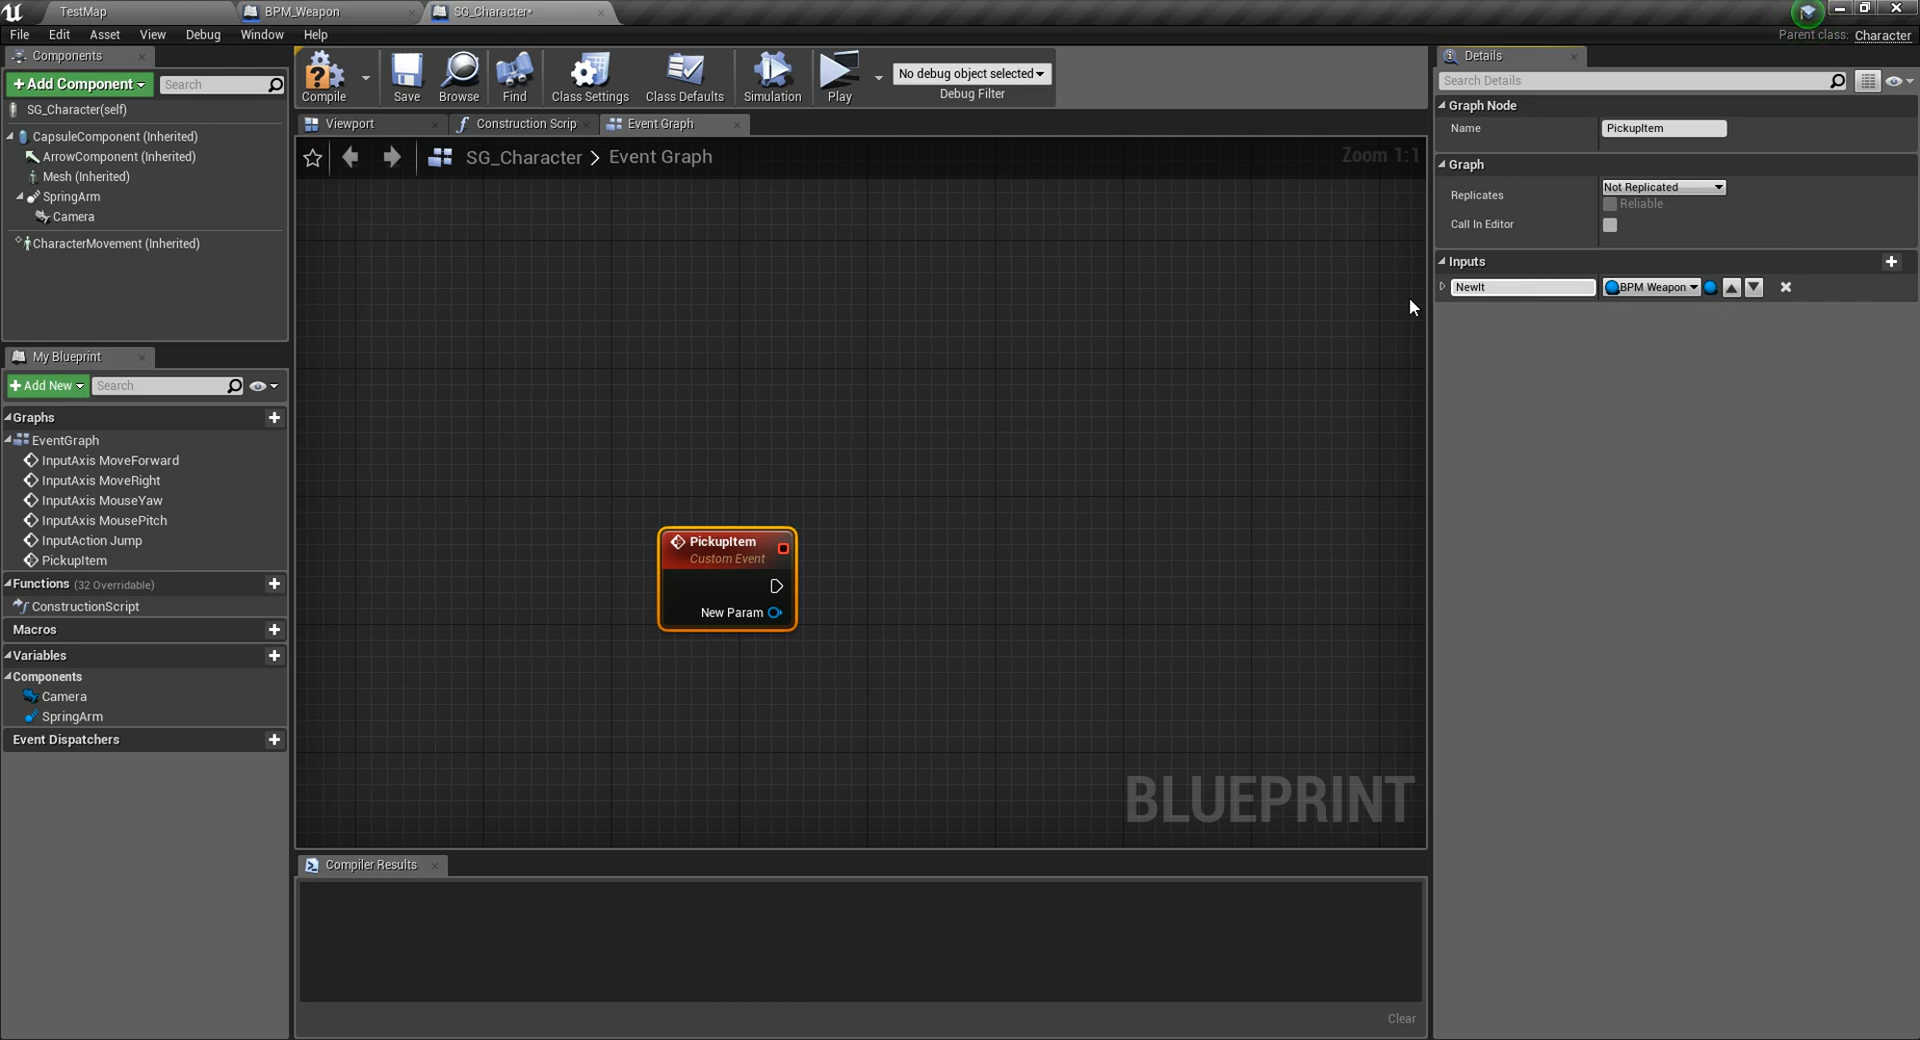 TestMap
BPM_Weapon
SG_Character*
File Edit Asset View Debug Window Help
Parent class: Character
Components
+Add Component
Search
SG_Character(self)
CapsuleComponent (Inherited)
ArrowComponent (Inherited)
Mesh (Inherited)
SpringArm
Camera
CharacterMovement (Inherited)
My Blueprint
+Add New
Search
Graphs
EventGraph
InputAxis MoveForward
InputAxis MoveRight
InputAxis MouseYaw
InputAxis MousePitch
InputAction Jump
PickupItem
Functions (32 Overridable)
ConstructionScript
Macros
Variables
Components
Camera
SpringArm
Event Dispatchers
Compile
Save
Browse
Find
Class Settings
Class Defaults
Simulation
Play
No debug object selected
Debug Filter
Viewport
Construction Scrip
Event Graph
SG_Character > Event Graph
Zoom 1:1
PickupItem
Custom Event
New Param
BLUEPRINT
Compiler Results
Clear
Details
Search Details
Graph Node
Name PickupItem
Graph
Replicates Not Replicated
Reliable
Call In Editor
Inputs
NewIt BPM Weapon